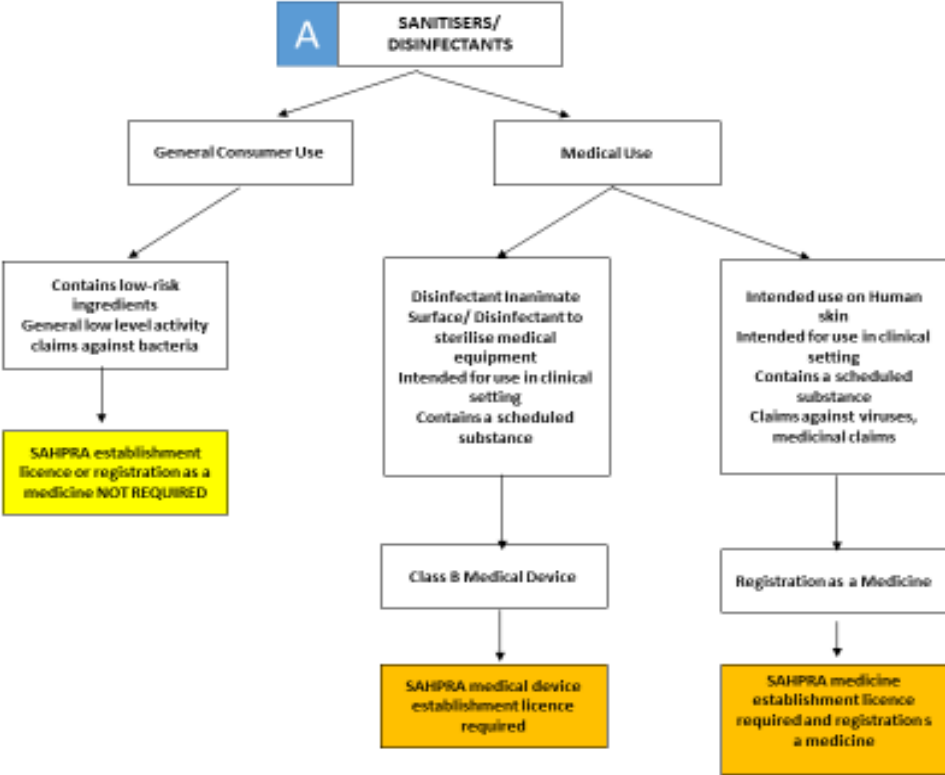 A
SANITISERS/
DISINFECTANTS
General Consumer Use
Medical Use
Contains low-risk
ingredients
General low level activity
claims against bacteria
Disinfectant Inanimate
Surface/ Disinfectant to
sterilise medical
equipment
Intended for use in clinical
setting
Contains a scheduled
substance
Intended use on Human
skin
Intended for use in clinical
setting
Contains a scheduled
substance
Claims against viruses,
medicinal claims
SAHPRA establishment
licence or registration as a
medicine NOT REQUIRED
Class B Medical Device
Registration as a Medicine
SAHPRA medical device
establishment licence
required
SAHPRA medicine
establishment licence
required and registration s
a medicine